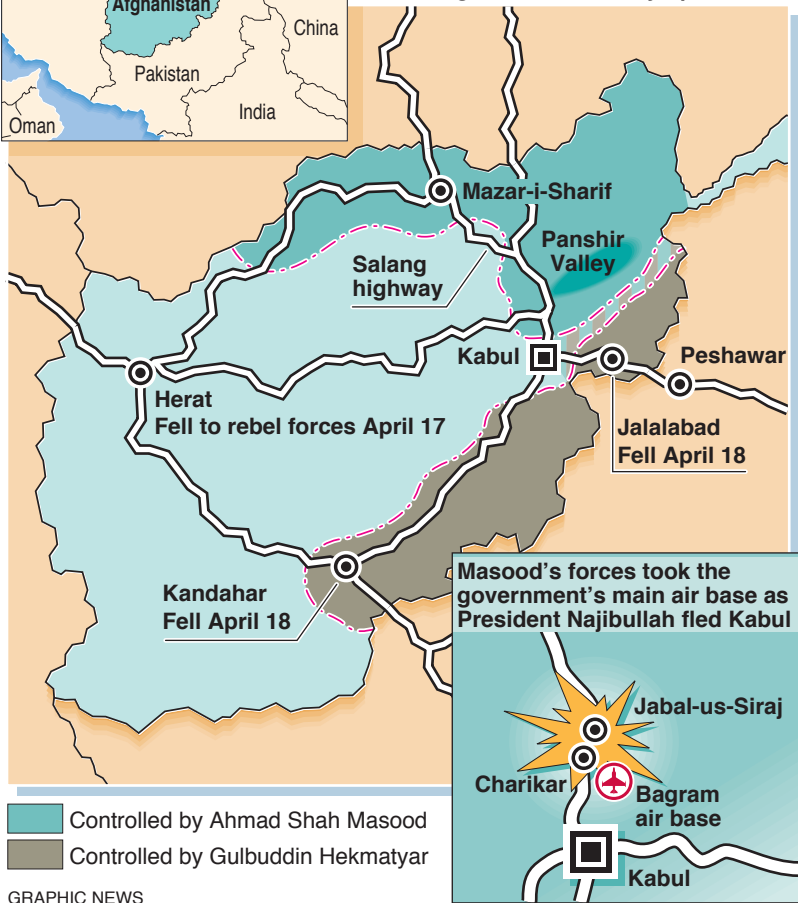 Afghanistan
China
Pakistan
India
Oman
Mazar-i-Sharif
Panshir
Valley
Salang
highway
Kabul
Peshawar
Herat
Fell to rebel forces April 17
Jalalabad
Fell April 18
Kandahar
Fell April 18
Masood's forces took the
government's main air base as
President Najibullah fled Kabul
Jabal-us-Siraj
Charikar
Bagram
air base
Kabul
Controlled by Ahmad Shah Masood
Controlled by Gulbuddin Hekmatyar
GRAPHIC NEWS